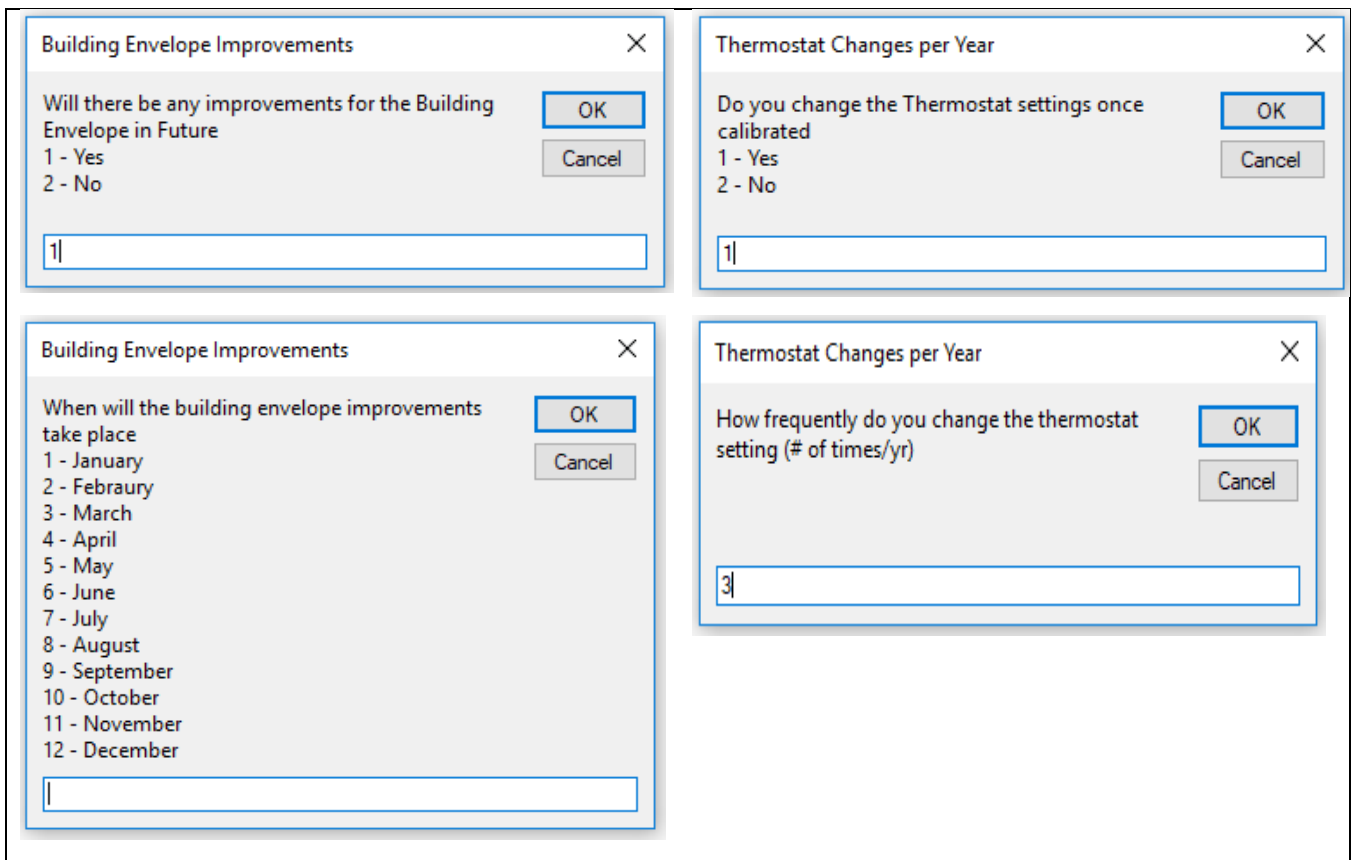 Building Envelope Improvements
Will there be any improvements for the Building
Envelope in Future
1 - Yes
2 - No
OK
Cancel
1
Thermostat Changes per Year
Do you change the Thermostat settings once
calibrated
1 - Yes
2 - No
OK
Cancel
1
Building Envelope Improvements
When will the building envelope improvements
take place
1 - January
2 - Febraury
3 - March
4 - April
5 - May
6 - June
7 - July
8 - August
9 - September
10 - October
11 - November
12 - December
OK
Cancel
Thermostat Changes per Year
How frequently do you change the thermostat
setting (# of times/yr)
OK
Cancel
3